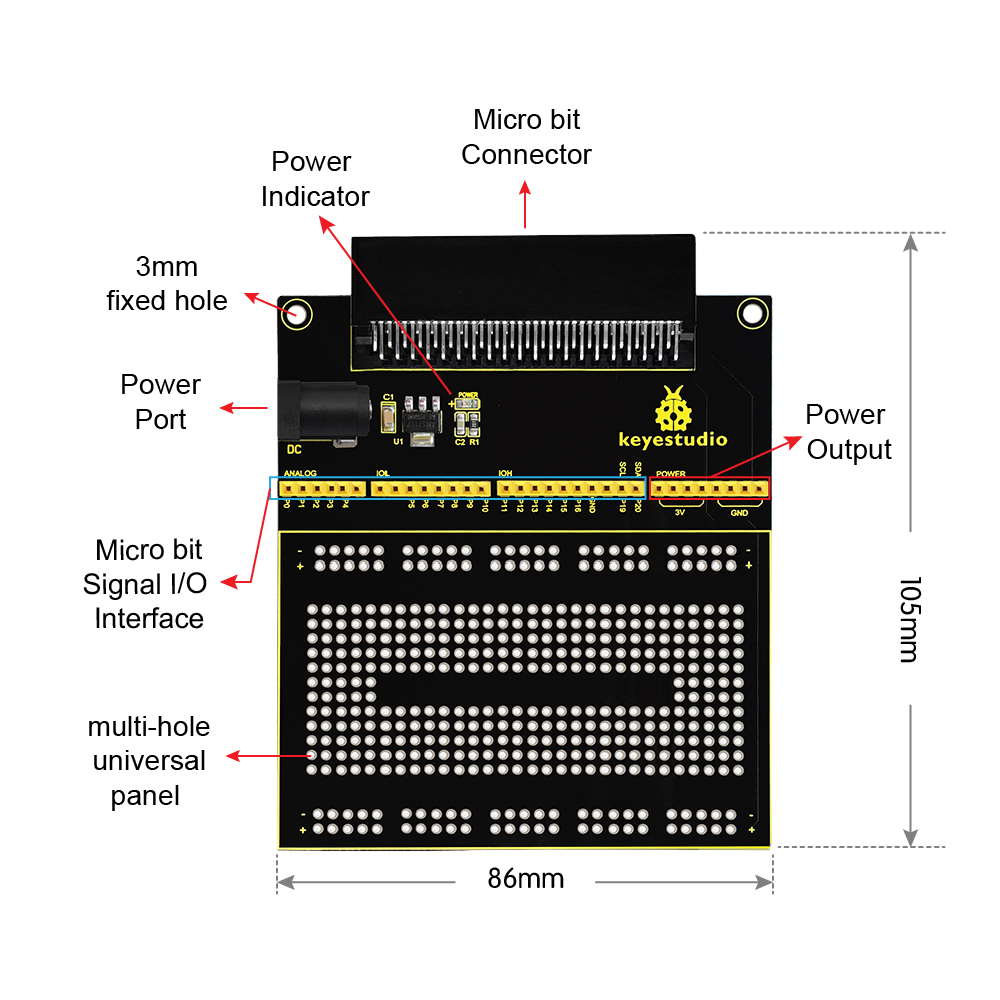 Micro bit
Connector
Power
Indicator
3mm
fixed hole
Power
Port
C1
POWER
+
U1
C2 R1
DC
keyestudio
Power
Output
ANALOG
IOL
IOH
SCL
SDA
POWER
P0
P1
P2
P3
P4
P5
P6
P7
P8
P9
P10
P11
P12
P13
P14
P15
P16
GND
P19
P20
3V
GND
Micro bit
Signal I/O
Interface
- -
+ +
105mm
multi-hole
universal
panel
- -
+ +
86mm